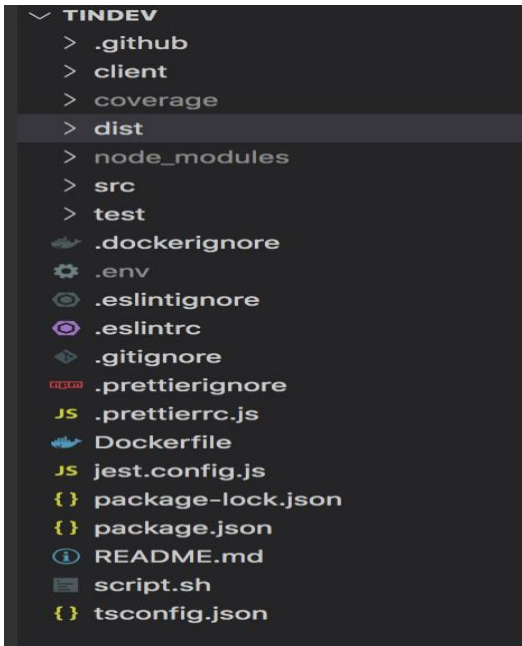 TINDEV
.github
client
coverage
dist
node_modules
src
test
.dockerignore
.env
.eslintignore
.eslintrc
.gitignore
.prettierignore
JS .prettierrc.js
Dockerfile
JS jest.config.js
{ } package-lock.json
{ } package.json
README.md
script.sh
{ } tsconfig.json